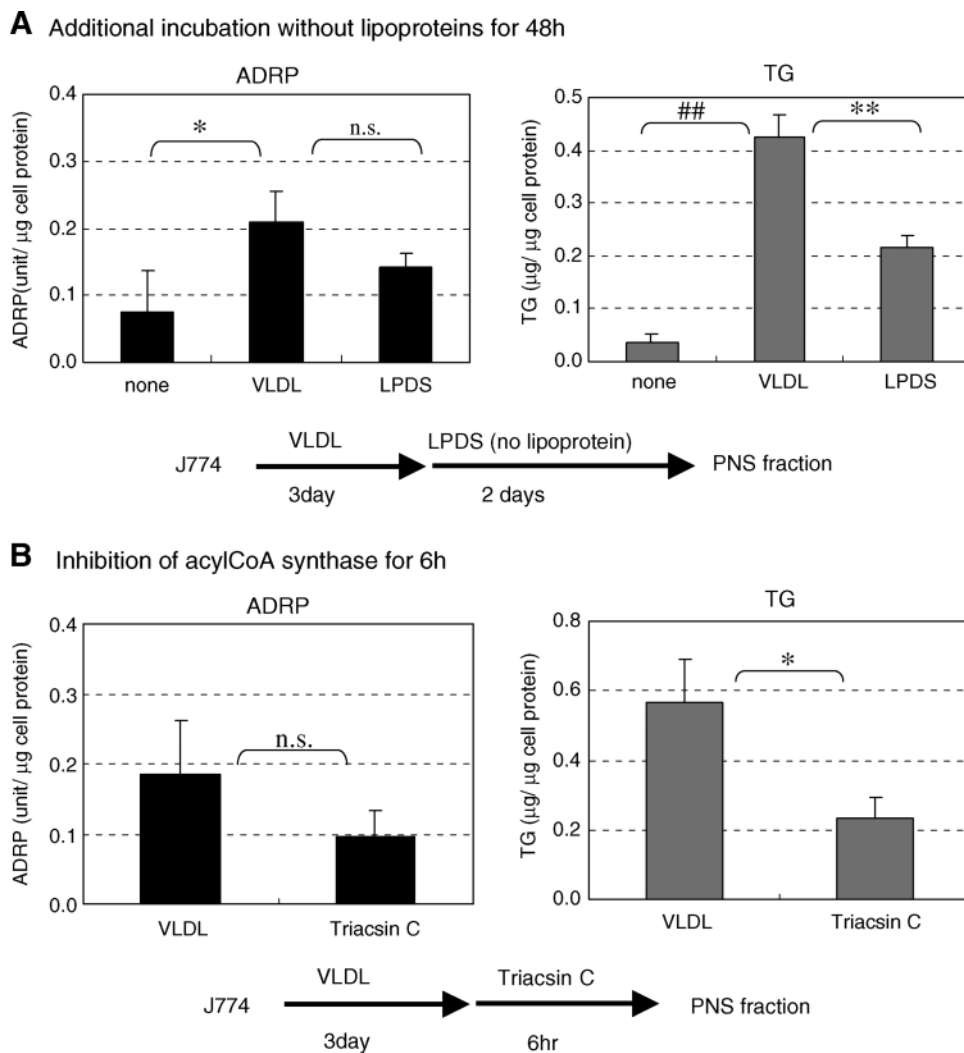 A Additional incubation without lipoproteins for 48h
ADRP
ADRP(unit/ μg cell protein)
0.4
0.3
0.2
0.1
0.0
*
n.s.
none VLDL LPDS
TG
TG (μg/ μg cell protein)
0.5
0.4
0.3
0.2
0.1
0.0
##
**
none VLDL LPDS
VLDL LPDS (no lipoprotein)
J774 PNS fraction
3day 2 days
B Inhibition of acylCoA synthase for 6h
ADRP
ADRP (unit/ μg cell protein)
0.4
0.3
0.2
0.1
0.0
n.s.
VLDL Triacsin C
TG
TG (μg/ μg cell protein)
0.8
0.6
0.4
0.2
0.0
*
VLDL Triacsin C
VLDL Triacsin C
J774 PNS fraction
3day 6hr